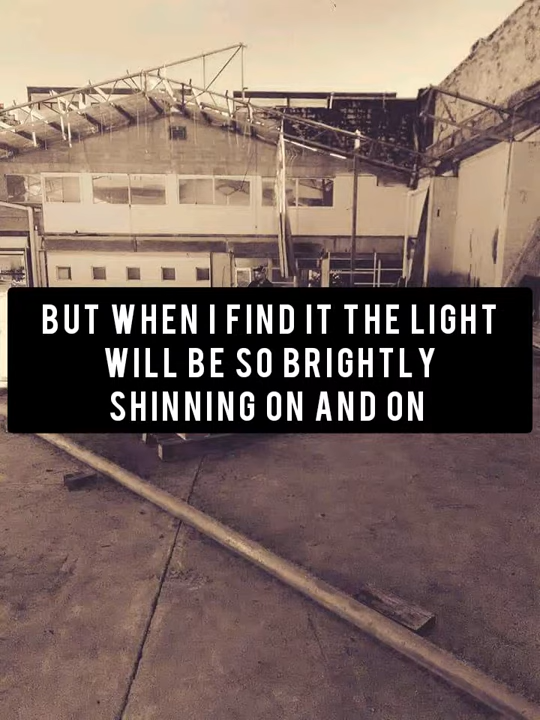 BUT WHEN I FIND IT THE LIGHT
WILL BE SO BRIGHTLY
SHINNING ON AND ON